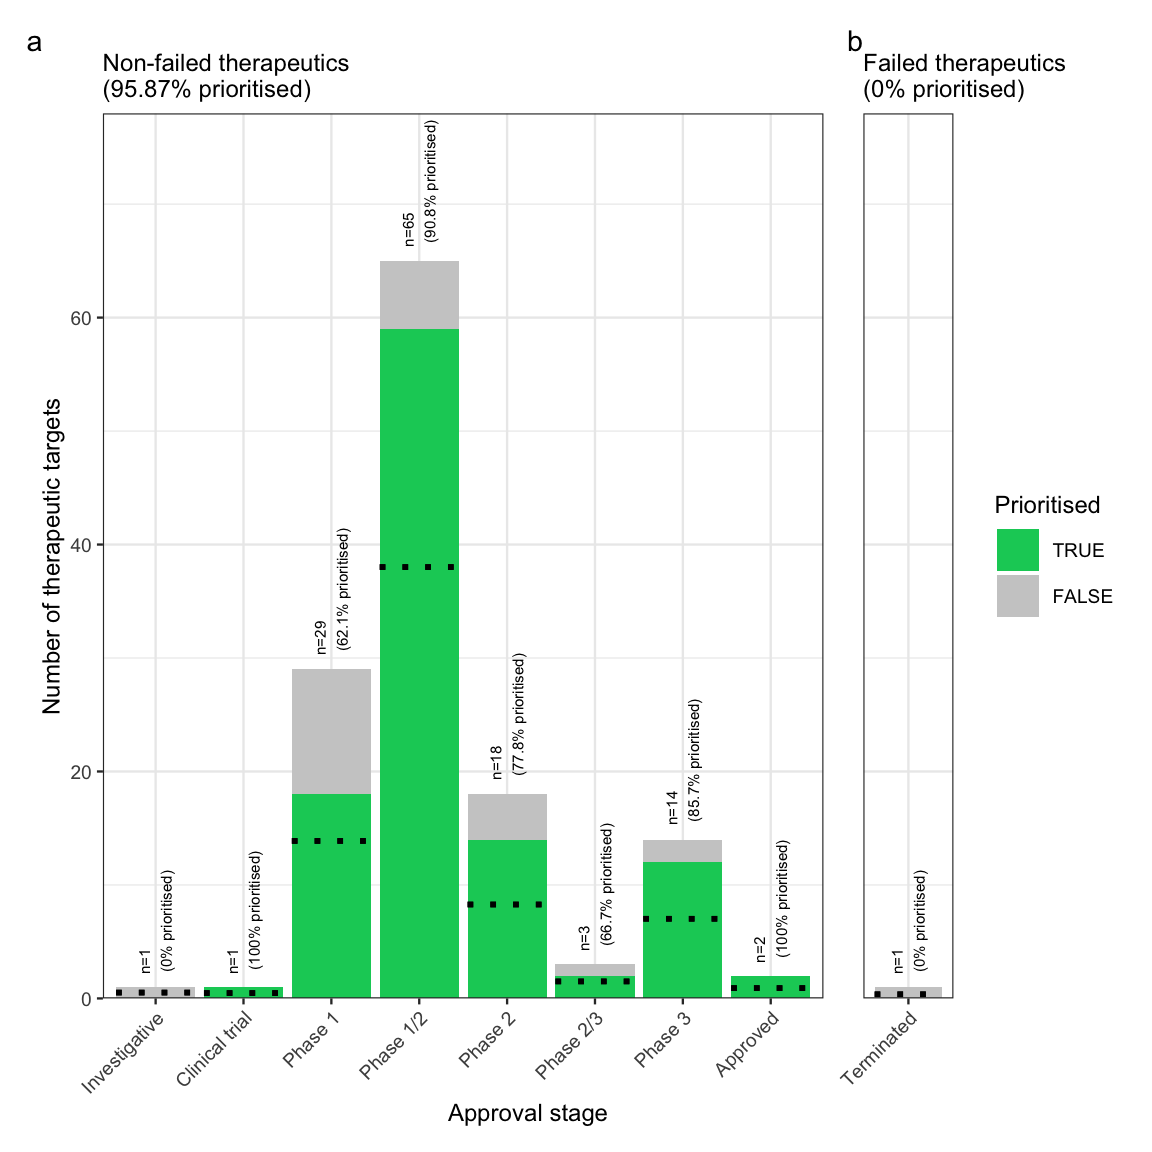 a
Non-failed therapeutics
(95.87% prioritised)
b
Failed therapeutics
(0% prioritised)
Number of therapeutic targets
60
40
20
0
n=1
(0% prioritised)
n=1
(100% prioritised)
n=29
(62.1% prioritised)
n=65
(90.8% prioritised)
n=18
(77.8% prioritised)
n=3
(66.7% prioritised)
n=14
(85.7% prioritised)
n=2
(100% prioritised)
n=1
(0% prioritised)
Investigative
Clinical trial
Phase 1
Phase 1/2
Phase 2
Phase 2/3
Phase 3
Approved
Terminated
Approval stage
Prioritised
TRUE
FALSE